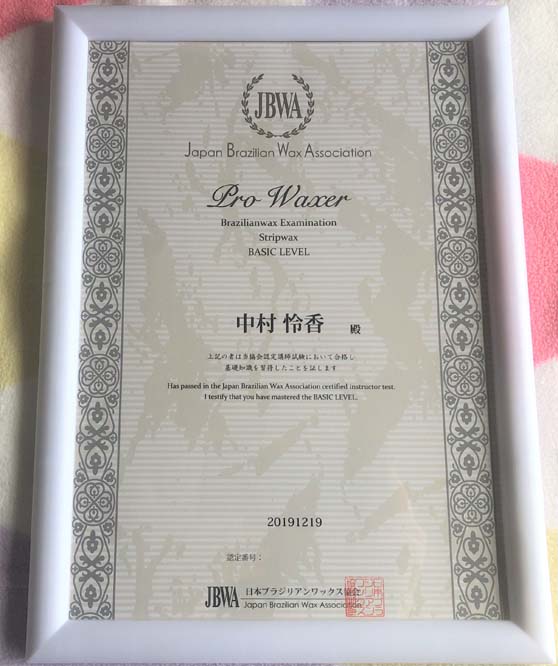 JBWA
Japan Brazilian Wax Association
Pro Waxer
Brazilianwax Examination
Stripwax
BASIC LEVEL
中村 怜香 殿
上記の者は当協会認定講師試験において合格し
基礎知識を習得したことを証します
Has passed in the Japan Brazilian Wax Association certified instructor test.
I testify that you have mastered the BASIC LEVEL.
20191219
認定番号：
JBWA 日本ブラジリアンワックス協会
Japan Brazilian Wax Association